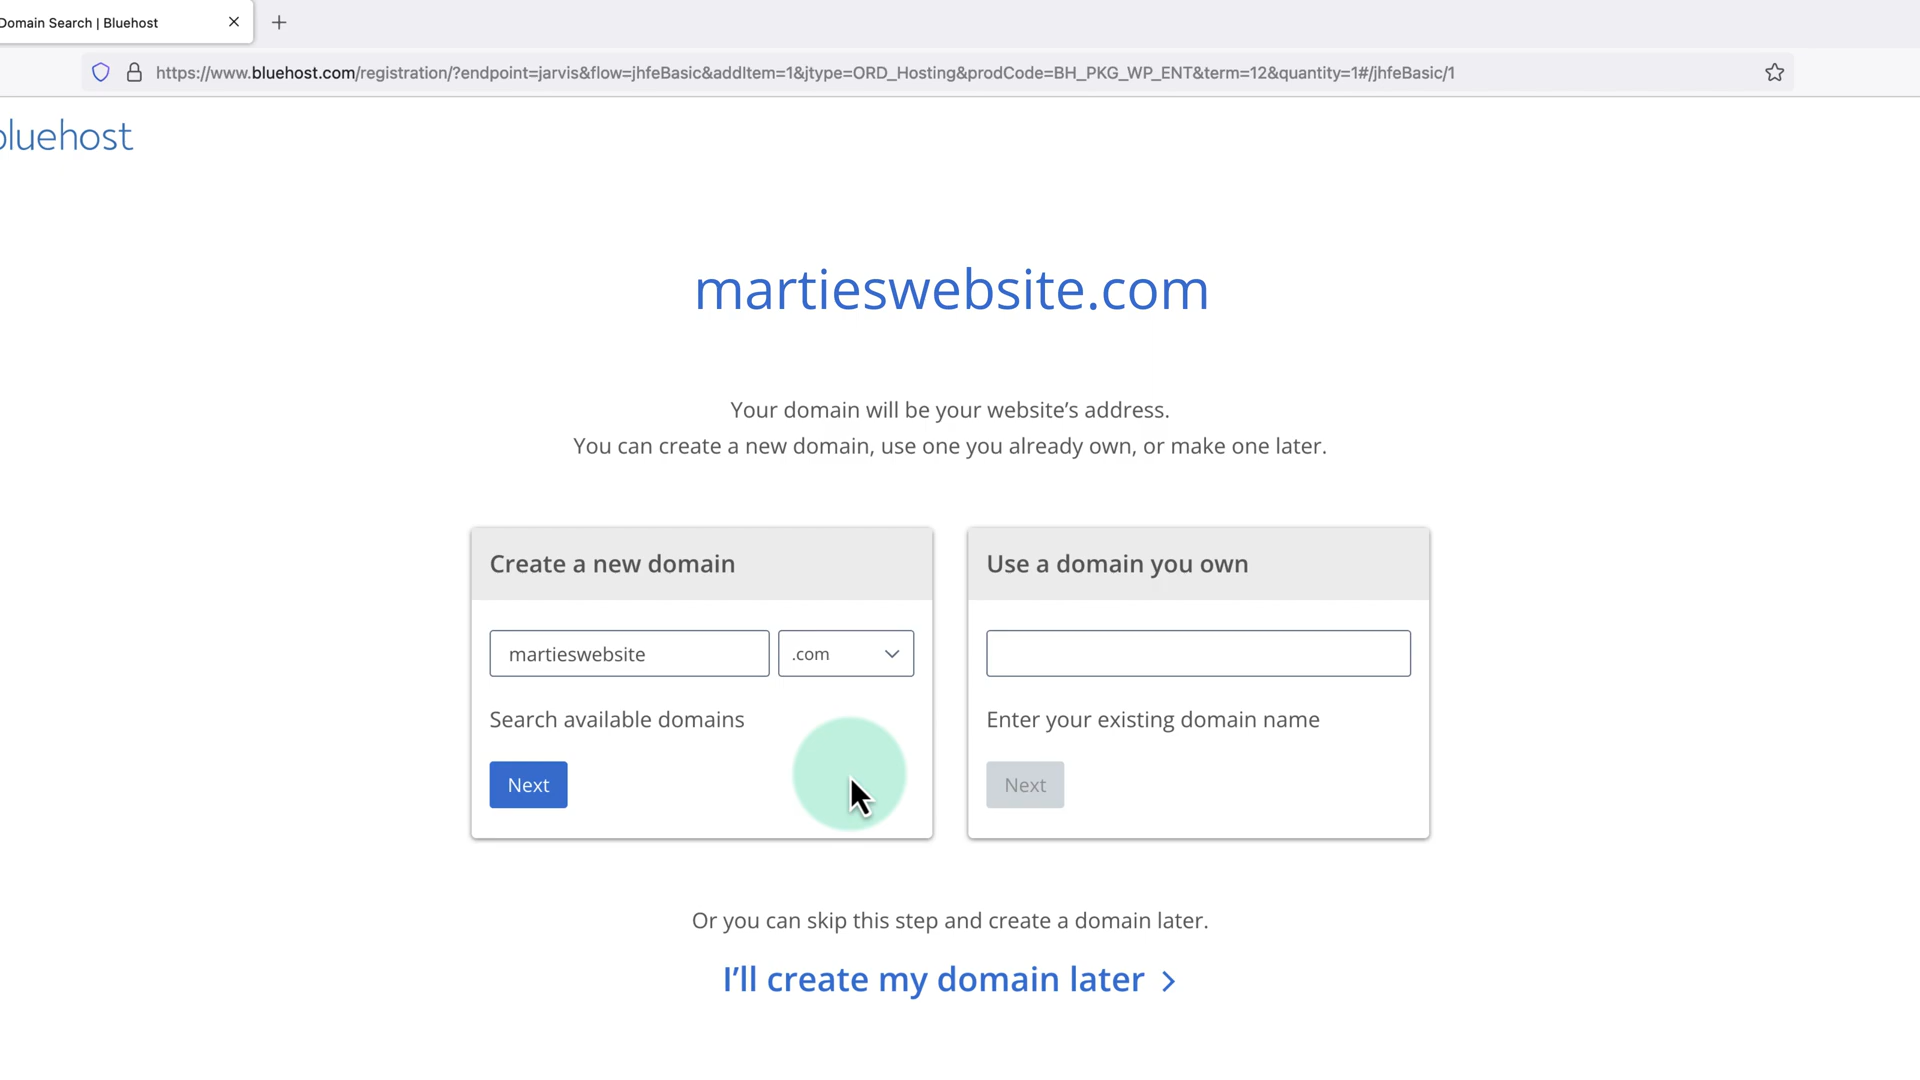 Domain Search | Bluehost
https://www.bluehost.com/registration/?endpoint=jarvis&flow=jhfeBasic&addItem=1&jtype=ORD_Hosting&prodCode=BH_PKG_WP_ENT&term=12&quantity=1#/jhfeBasic/1
bluehost
martieswebsite.com
Your domain will be your website’s address.
You can create a new domain, use one you already own, or make one later.
Create a new domain
martieswebsite
.com
Search available domains
Next
Use a domain you own
Enter your existing domain name
Next
Or you can skip this step and create a domain later.
I’ll create my domain later